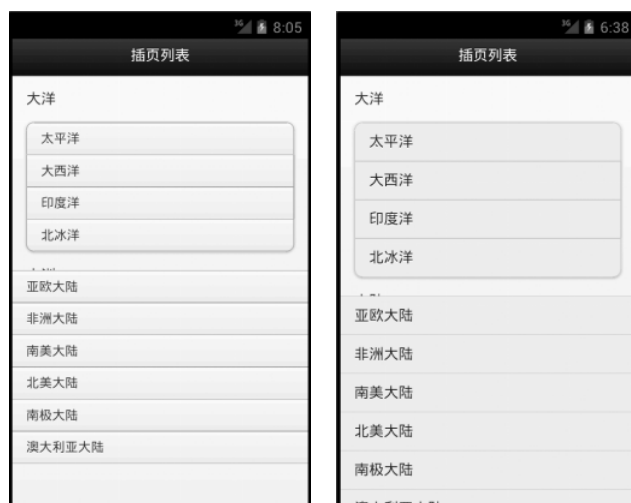 3G 8:05
插页列表
大洋
太平洋
大西洋
印度洋
北冰洋
亚欧大陆
非洲大陆
南美大陆
北美大陆
南极大陆
澳大利亚大陆
3G 6:38
插页列表
大洋
太平洋
大西洋
印度洋
北冰洋
亚欧大陆
非洲大陆
南美大陆
北美大陆
南极大陆